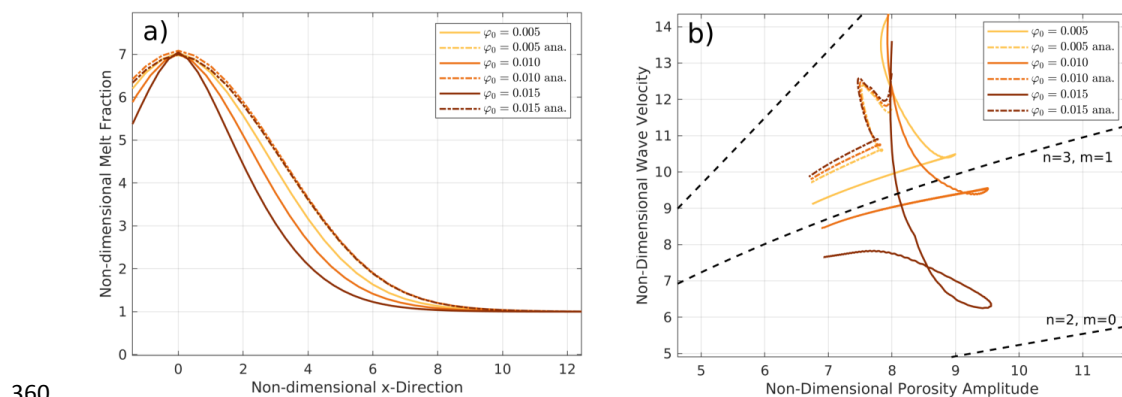 a)
φ₀ = 0.005
φ₀ = 0.005 ana.
φ₀ = 0.010
φ₀ = 0.010 ana.
φ₀ = 0.015
φ₀ = 0.015 ana.
8
7
6
5
4
3
2
1
0
Non-dimensional Melt Fraction
0 2 4 6 8 10 12
Non-dimensional x-Direction
b)
φ₀ = 0.005
φ₀ = 0.005 ana.
φ₀ = 0.010
φ₀ = 0.010 ana.
φ₀ = 0.015
φ₀ = 0.015 ana.
n=3, m=1
n=2, m=0
14
13
12
11
10
9
8
7
6
5
Non-Dimensional Wave Velocity
5 6 7 8 9 10 11
Non-Dimensional Porosity Amplitude
360